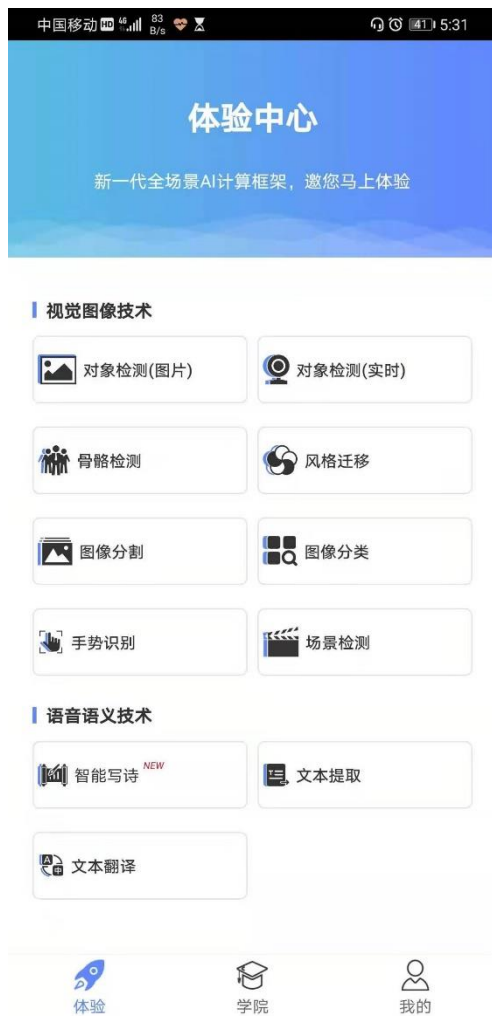 中国移动 HD 46 83 B/s 41 5:31
体验中心
新一代全场景AI计算框架，邀您马上体验
视觉图像技术
对象检测(图片) 对象检测(实时)
骨骼检测 风格迁移
图像分割 图像分类
手势识别 场景检测
语音语义技术
智能写诗 NEW 文本提取
A 中 文本翻译
体验 学院 我的